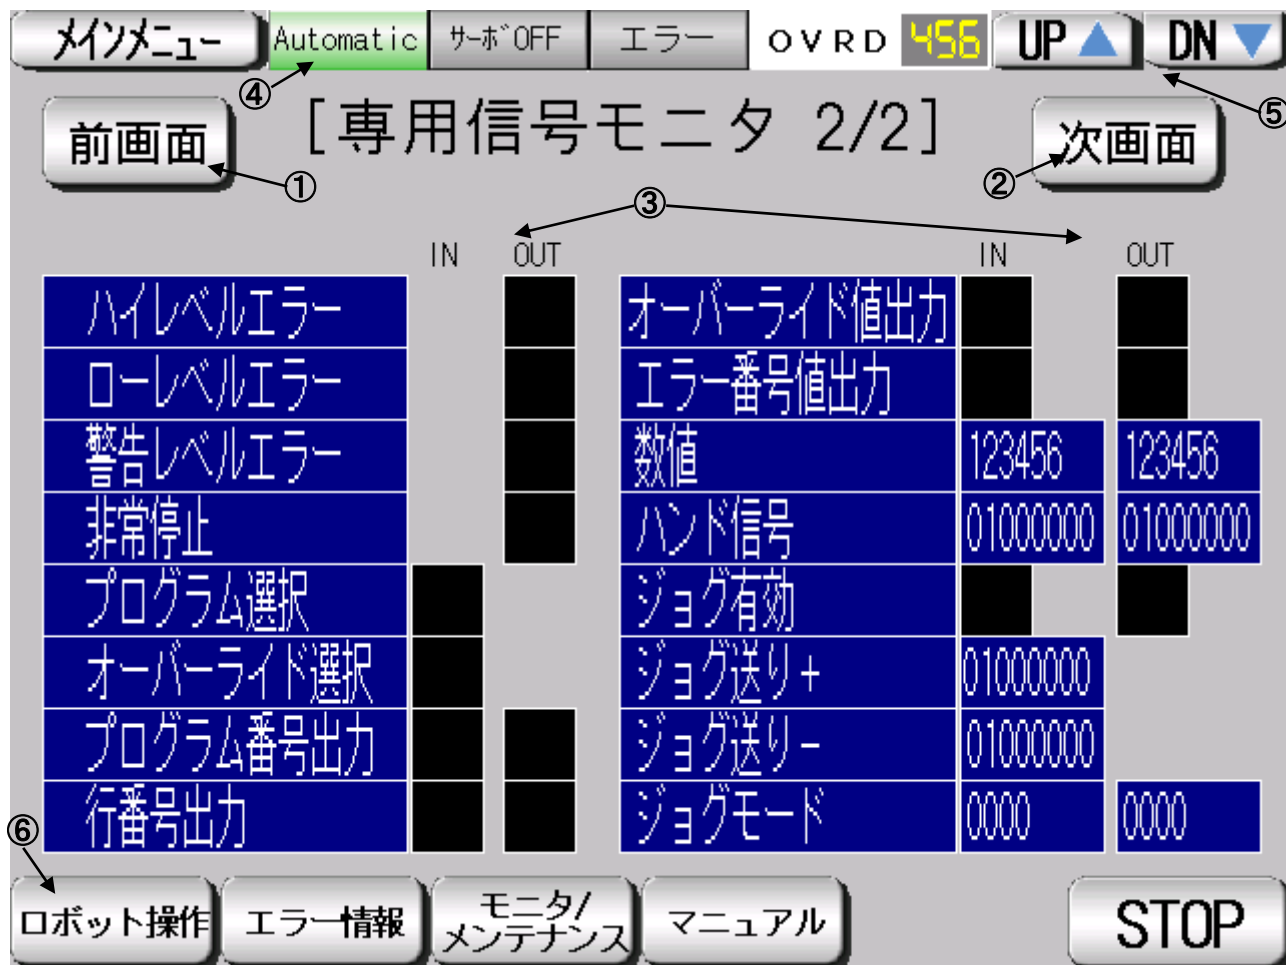 メインメニュー Automatic サーボOFF エラー OVRD 456 UP DN
④ ⑤
前画面 [専用信号モニタ 2/2] 次画面
① ② ③
IN OUT IN OUT
ハイレベルエラー オーバーライド値出力
ローレベルエラー エラー番号値出力
警告レベルエラー 数値 123456 123456
非常停止 ハンド信号 01000000 01000000
プログラム選択 ジョグ有効
オーバーライド選択 ジョグ送り+ 01000000
プログラム番号出力 ジョグ送り- 01000000
行番号出力 ジョグモード 0000 0000
⑥
ロボット操作 エラー情報 モニタ/ マニュアル STOP
メンテナンス